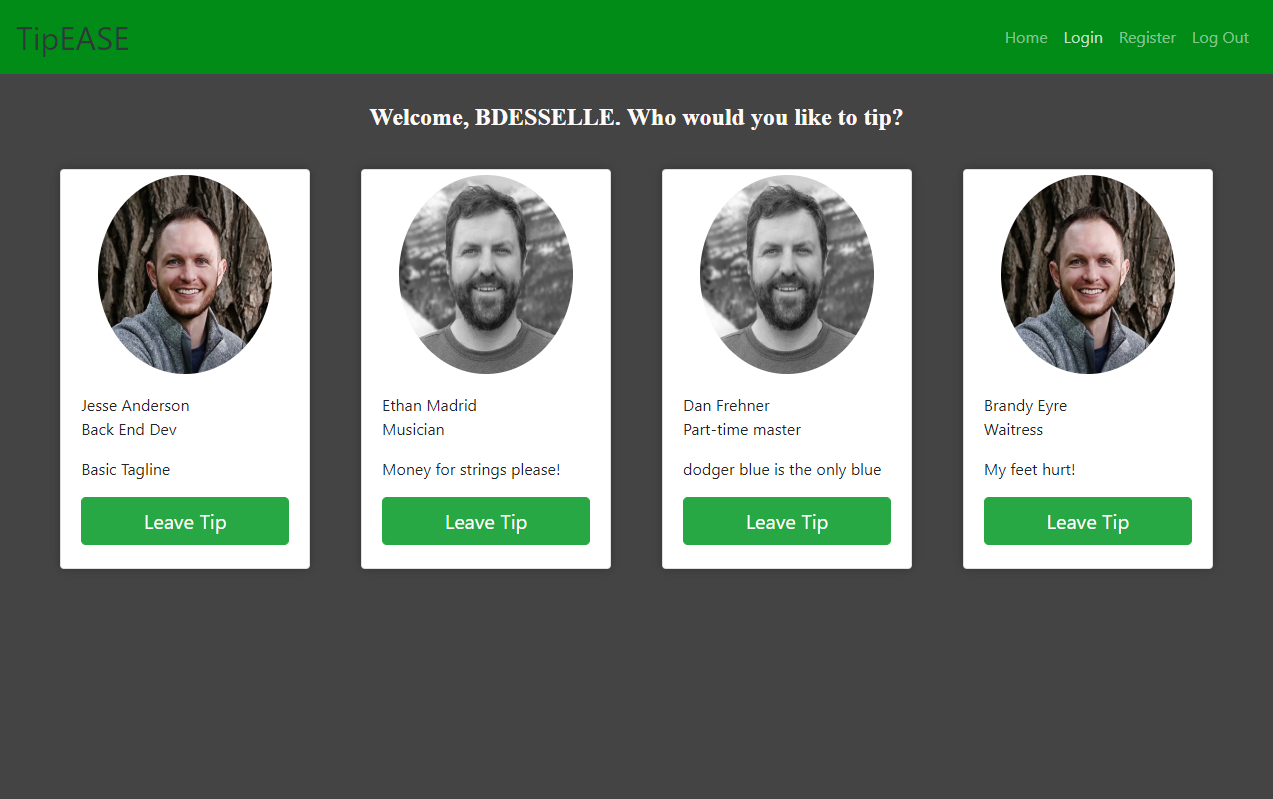 TipEASE
Home Login Register Log Out
Welcome, BDESSELLE. Who would you like to tip?
Jesse Anderson
Back End Dev
Basic Tagline
Leave Tip
Ethan Madrid
Musician
Money for strings please!
Leave Tip
Dan Frehner
Part-time master
dodger blue is the only blue
Leave Tip
Brandy Eyre
Waitress
My feet hurt!
Leave Tip